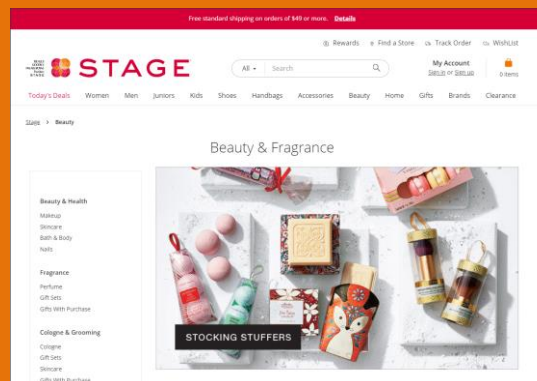 Free standard shipping on orders of $49 or more. Details
Rewards Find a Store Track Order WishList
STAGE
All Search
My Account
Sign in or Sign up
0 items
Today's Deals Women Men Juniors Kids Shoes Handbags Accessories Beauty Home Gifts Brands Clearance
Stage > Beauty
Beauty & Fragrance
Beauty & Health
Makeup
Skincare
Bath & Body
Nails
Fragrance
Perfume
Gift Sets
Gifts With Purchase
Cologne & Grooming
Cologne
Gift Sets
Skincare
Gifts With Purchase
STOCKING STUFFERS